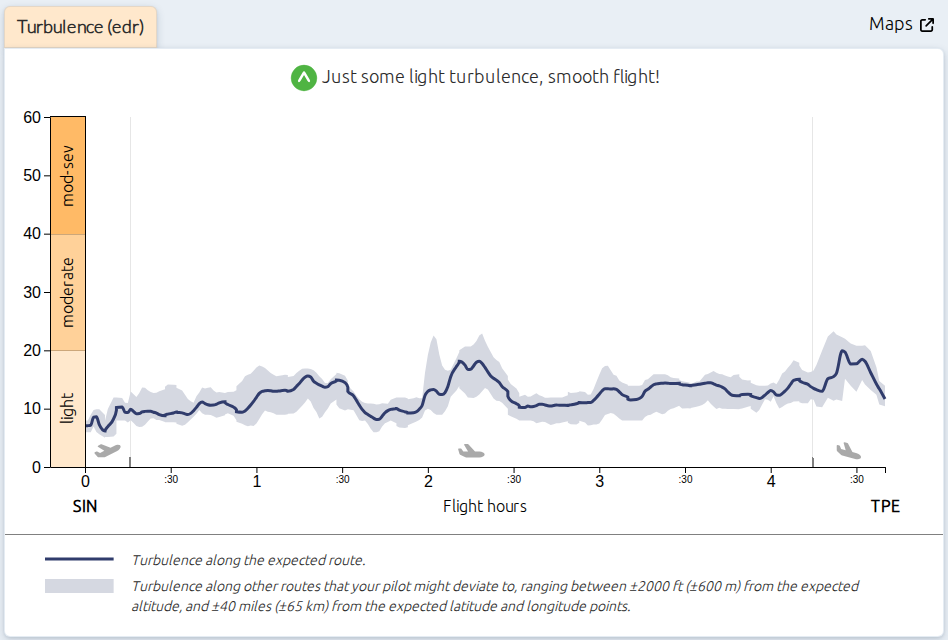 Turbulence (edr)
Maps
Just some light turbulence, smooth flight!
60
50
40
30
20
10
0
mod-sev
moderate
light
0 :30 1 :30 2 :30 3 :30 4 :30
SIN Flight hours TPE
Turbulence along the expected route.
Turbulence along other routes that your pilot might deviate to, ranging between ±2000 ft (±600 m) from the expected
altitude, and ±40 miles (±65 km) from the expected latitude and longitude points.